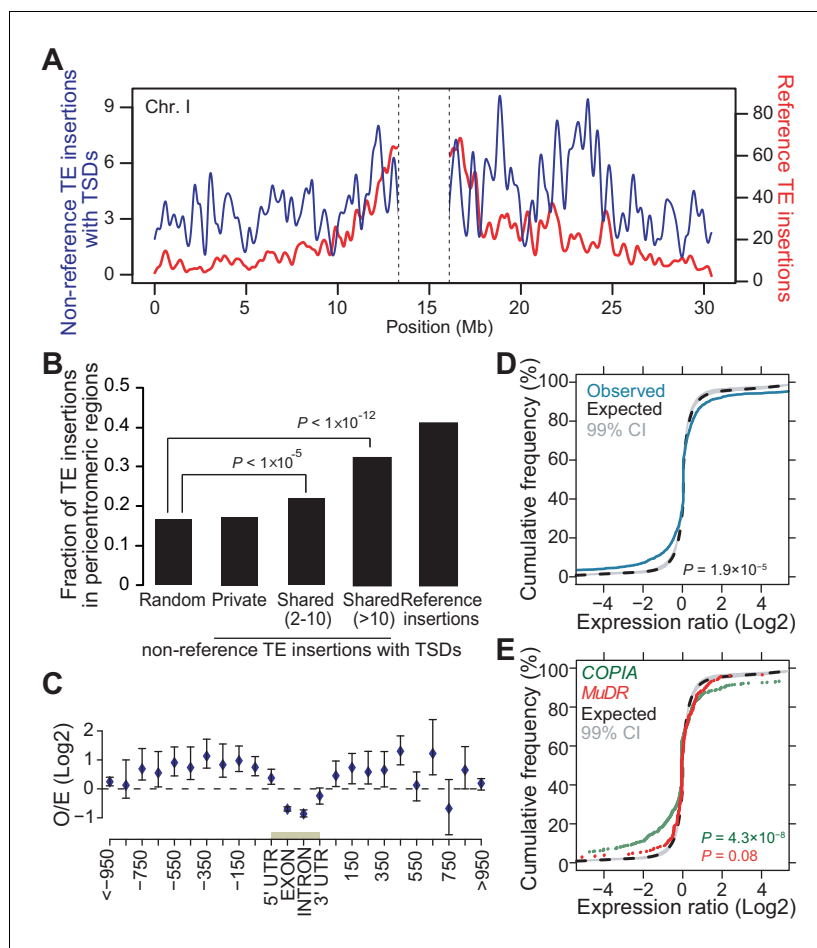 A
Non-reference TE insertions
with TSDs
Chr. I
9
6
3
0
80
60
40
20
0
Reference TE insertions
0 5 10 15 20 25 30
Position (Mb)
B
Fraction of TE insertions
in pericentromeric regions
0.5
0.4
0.3
0.2
0.1
0
P < 1×10⁻¹²
P < 1×10⁻⁵
Random Private Shared (2-10) Shared (>10) Reference insertions
non-reference TE insertions with TSDs
C
O/E (Log2)
2
1
0
−1
<−950 −750 −550 −350 −150 5' UTR EXON INTRON 3' UTR 150 350 550 750 >950
D
Cumulative frequency (%)
100
80
60
40
20
0
Observed
Expected
99% CI
P = 1.9×10⁻⁵
−4 −2 0 2 4
Expression ratio (Log2)
E
Cumulative frequency (%)
100
80
60
40
20
0
COPIA
MuDR
Expected
99% CI
P = 4.3×10⁻⁸
P = 0.08
−4 −2 0 2 4
Expression ratio (Log2)